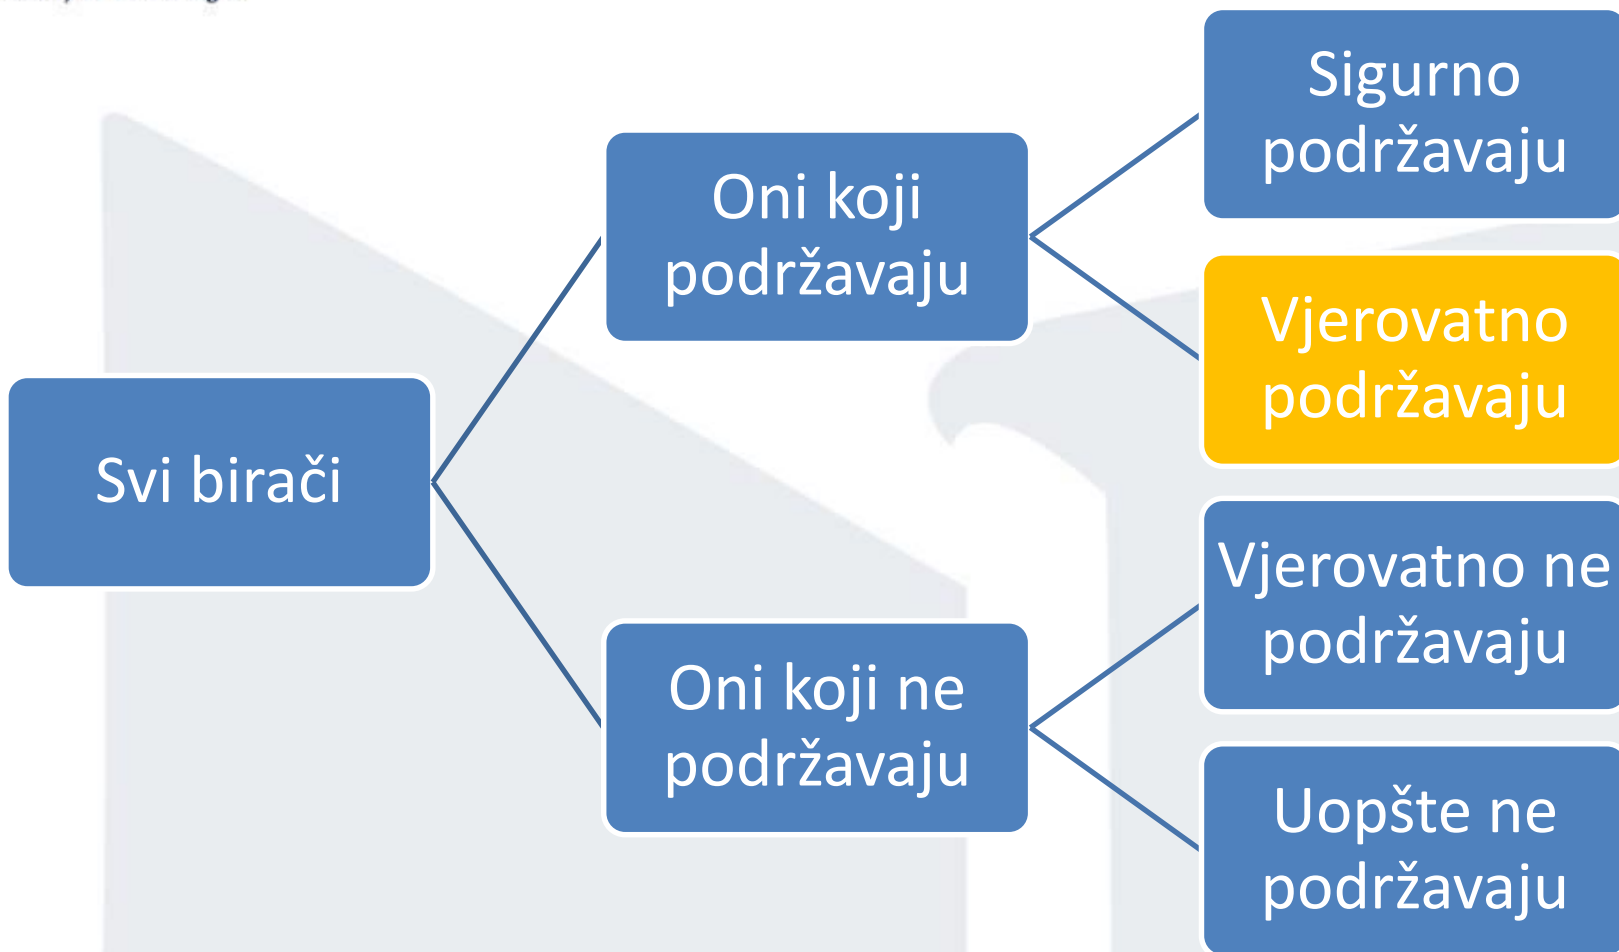 Svi birači
Oni koji
podržavaju
Sigurno
podržavaju
Vjerovatno
podržavaju
Oni koji ne
podržavaju
Vjerovatno ne
podržavaju
Uopšte ne
podržavaju